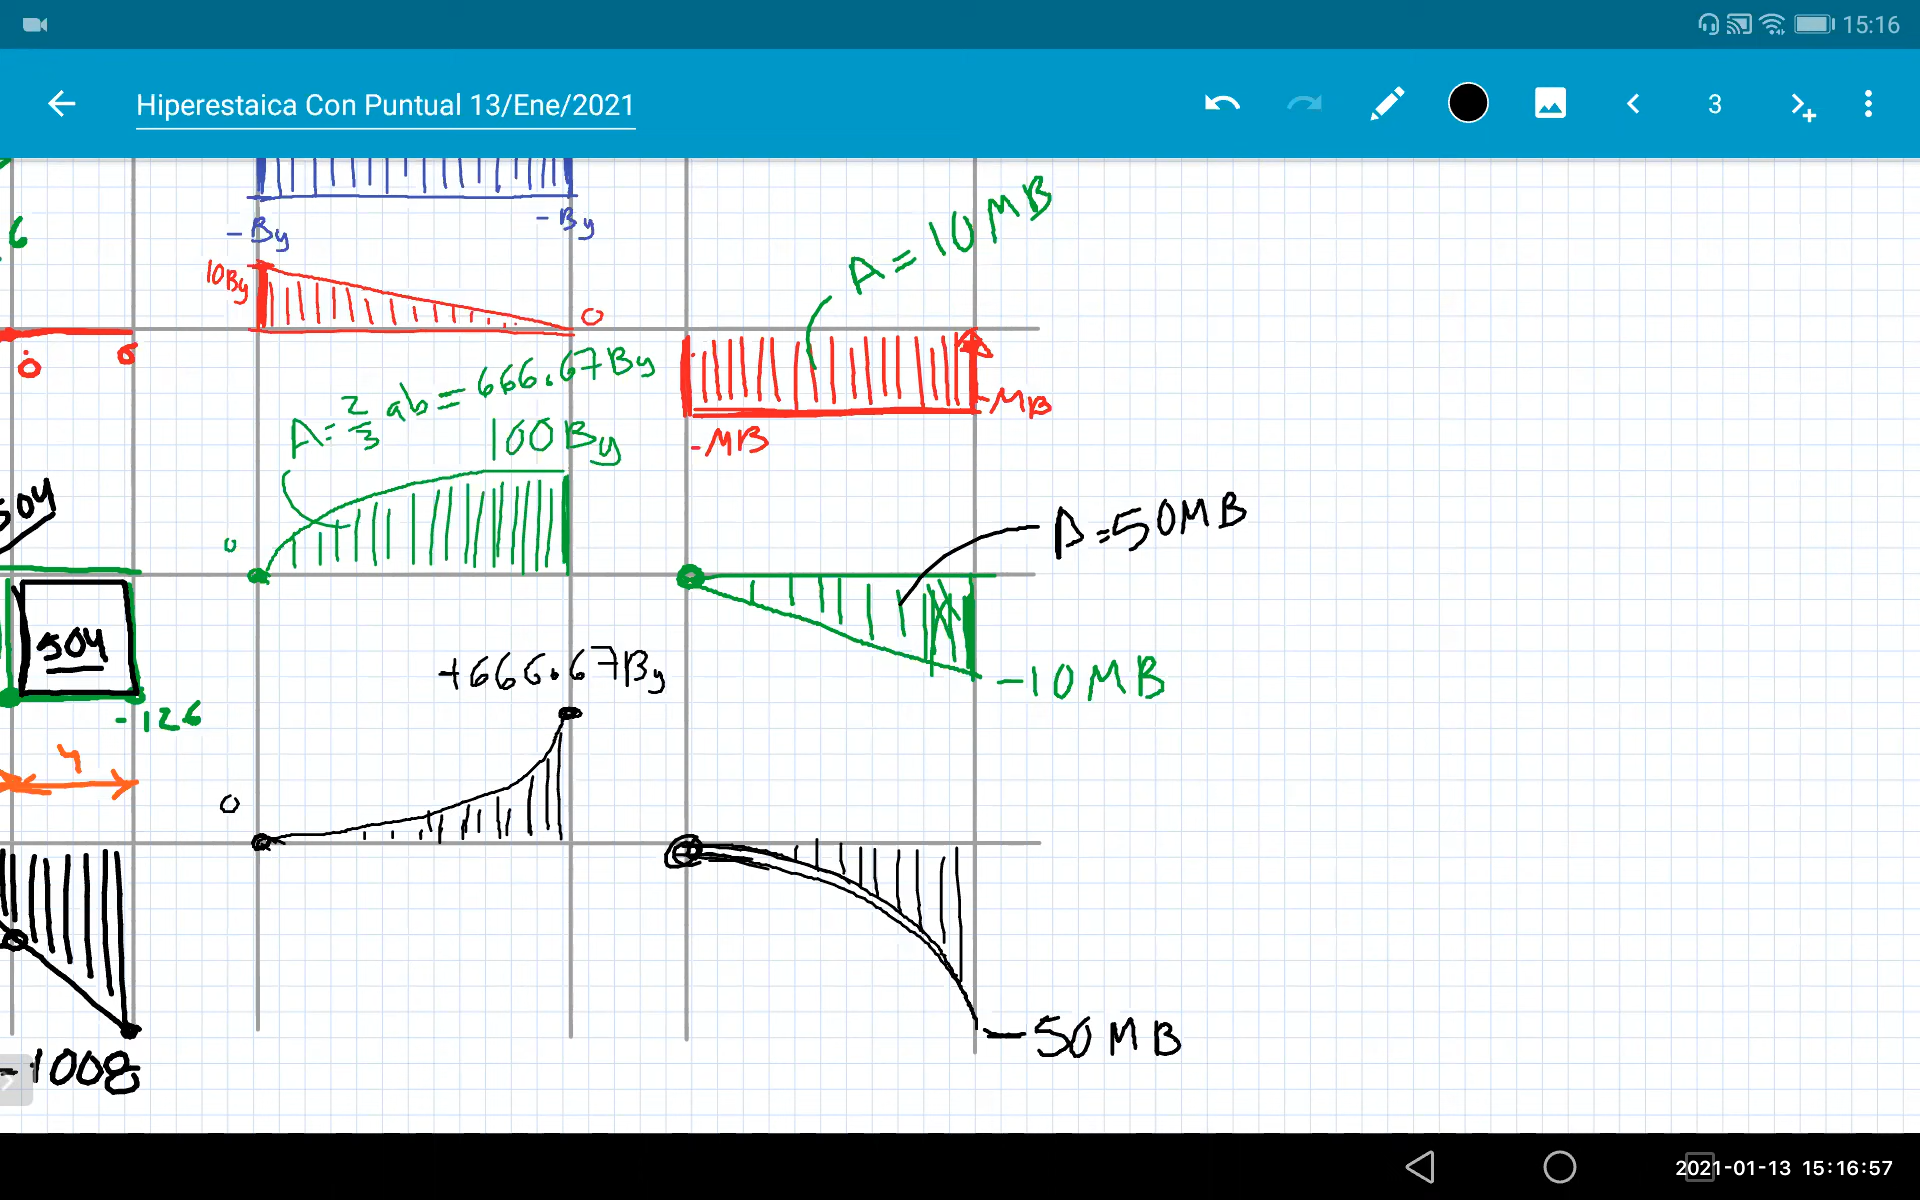 15:16
Hiperestaica Con Puntual 13/Ene/2021
3
6
-By
-By
A=10MB
10By
0
0
0
-MB
-MB
A=2/3 ab=666.67By
100By
504
0
A=50MB
504
-126
-10MB
+666.67By
4
0
-1008
-50MB
2021-01-13 15:16:57